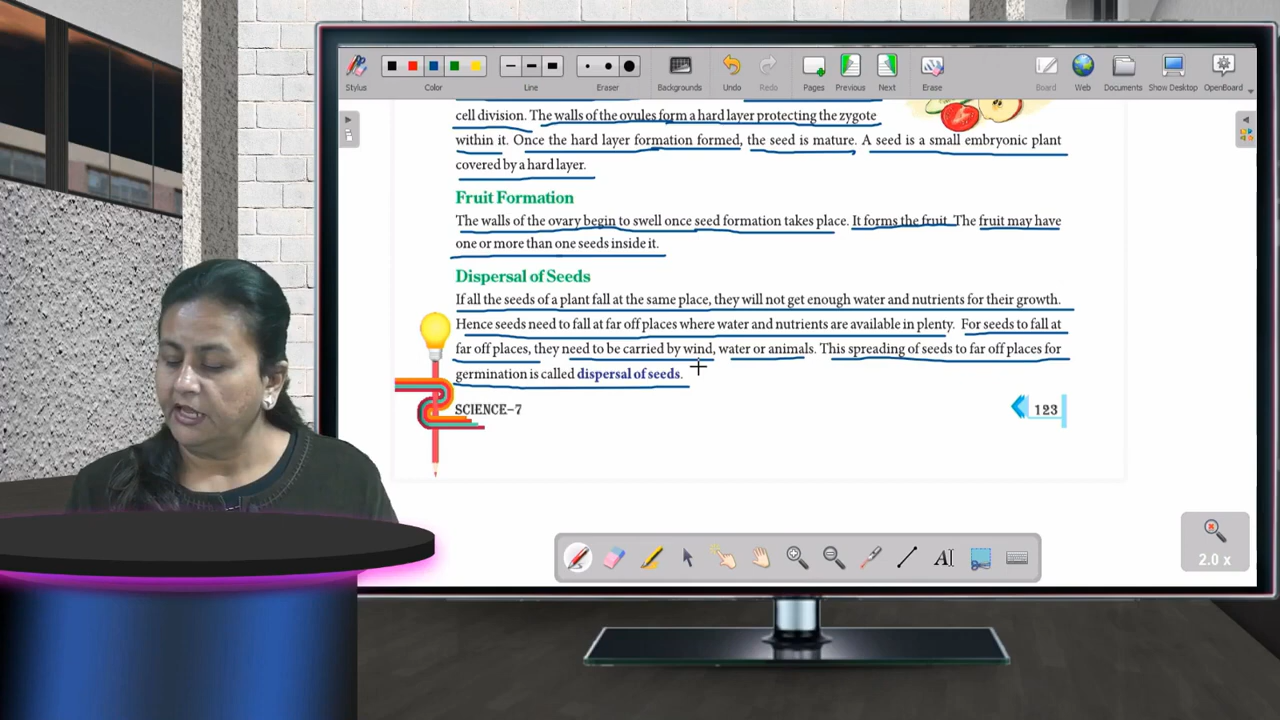 Stylus
Color
Line
Eraser
Backgrounds
Undo
Redo
Pages
Previous
Next
Erase
Board
Web
Documents
Show Desktop
OpenBoard
cell division. The walls of the ovules form a hard layer protecting the zygote
within it. Once the hard layer formation formed, the seed is mature. A seed is a small embryonic plant
covered by a hard layer.
Fruit Formation
The walls of the ovary begin to swell once seed formation takes place. It forms the fruit. The fruit may have
one or more than one seeds inside it.
Dispersal of Seeds
If all the seeds of a plant fall at the same place, they will not get enough water and nutrients for their growth.
Hence seeds need to fall at far off places where water and nutrients are available in plenty. For seeds to fall at
far off places, they need to be carried by wind, water or animals. This spreading of seeds to far off places for
germination is called dispersal of seeds.
SCIENCE–7
123
AI
2.0 x